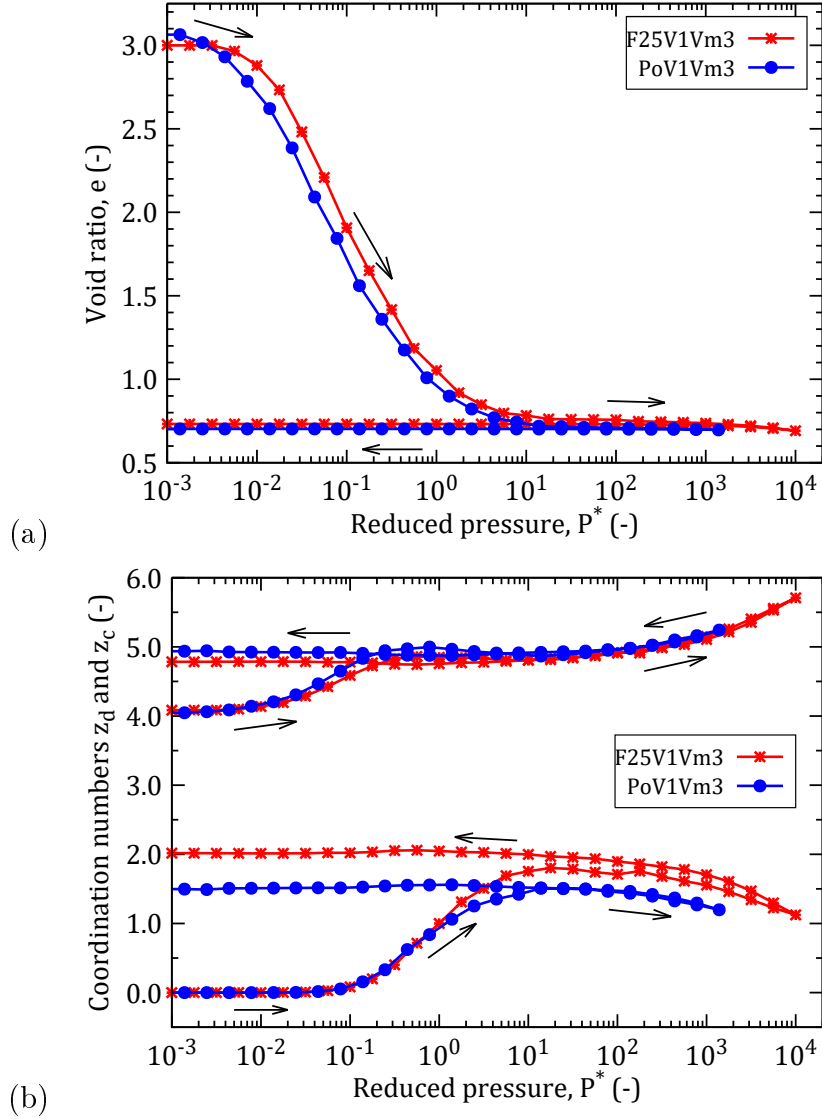 F25V1Vm3
PoV1Vm3
Void ratio, e (-)
3.0
2.5
2.0
1.5
1.0
0.5
10^-3 10^-2 10^-1 10^0 10^1 10^2 10^3 10^4
Reduced pressure, P^* (-)
(a)
Coordination numbers z_d and z_c (-)
6.0
5.0
4.0
3.0
2.0
1.0
0.0
F25V1Vm3
PoV1Vm3
10^-3 10^-2 10^-1 10^0 10^1 10^2 10^3 10^4
Reduced pressure, P^* (-)
(b)